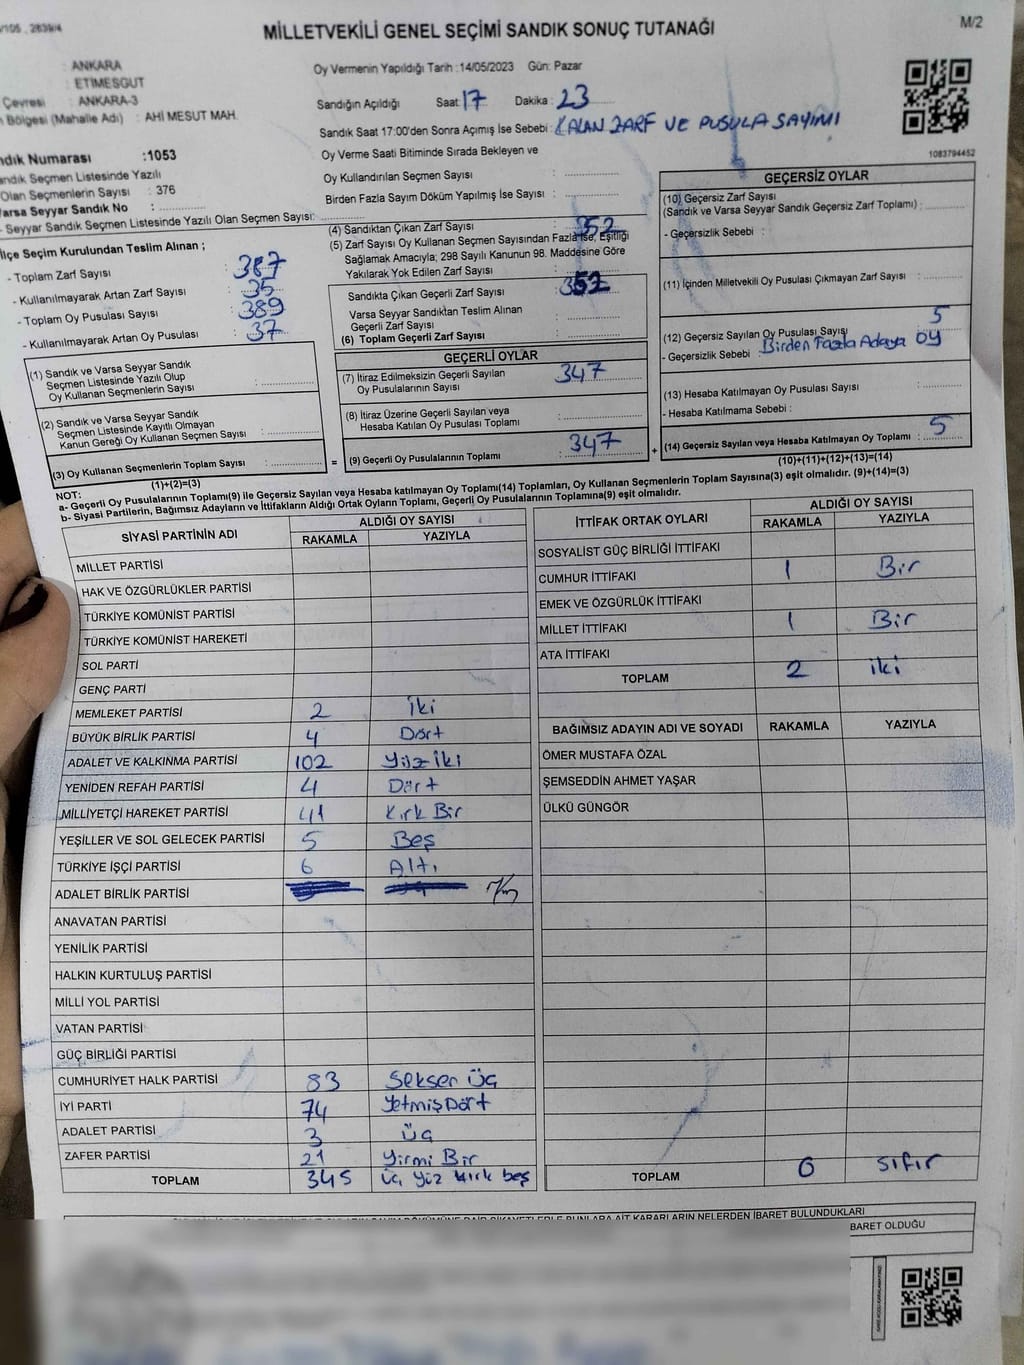 /105 , 2839/4
MİLLETVEKİLİ GENEL SEÇİMİ SANDIK SONUÇ TUTANAĞI
M/2
: ANKARA
: ETİMESGUT
Çevresi : ANKARA-3
Bölgesi (Mahalle Adı) : AHİ MESUT MAH.
ndık Numarası :1053
andık Seçmen Listesinde Yazılı
Olan Seçmenlerin Sayısı : 376
Varsa Seyyar Sandık No :
- Seyyar Sandık Seçmen Listesinde Yazılı Olan Seçmen Sayısı:
Oy Vermenin Yapıldığı Tarih :14/05/2023 Gün: Pazar
Sandığın Açıldığı Saat: 17 Dakika : 23
Sandık Saat 17:00'den Sonra Açımış İse Sebebi: KALAN ZARF VE PUSULA SAYIMI
Oy Verme Saati Bitiminde Sırada Bekleyen ve
Oy Kullandırılan Seçmen Sayısı :
Birden Fazla Sayım Döküm Yapılmış İse Sayısı :
1083794452
İlçe Seçim Kurulundan Teslim Alınan ;
- Toplam Zarf Sayısı : 387
- Kullanılmayarak Artan Zarf Sayısı : 35
- Toplam Oy Pusulası Sayısı : 389
- Kullanılmayarak Artan Oy Pusulası : 37
(1) Sandık ve Varsa Seyyar Sandık
Seçmen Listesinde Yazılı Olup
Oy Kullanan Seçmenlerin Sayısı :
(2) Sandık ve Varsa Seyyar Sandık
Seçmen Listesinde Kayıtlı Olmayan
Kanun Gereği Oy Kullanan Seçmen Sayısı :
(3) Oy Kullanan Seçmenlerin Toplam Sayısı :
(1)+(2)=(3)
(4) Sandıktan Çıkan Zarf Sayısı : 352
(5) Zarf Sayısı Oy Kullanan Seçmen Sayısından Fazla ise, Eşitliği
Sağlamak Amacıyla; 298 Sayılı Kanunun 98. Maddesine Göre
Yakılarak Yok Edilen Zarf Sayısı :
Sandıkta Çıkan Geçerli Zarf Sayısı : 352
Varsa Seyyar Sandıktan Teslim Alınan
Geçerli Zarf Sayısı :
(6) Toplam Geçerli Zarf Sayısı :
GEÇERLİ OYLAR
(7) İtiraz Edilmeksizin Geçerli Sayılan
Oy Pusulalarının Sayısı : 347
(8) İtiraz Üzerine Geçerli Sayılan veya
Hesaba Katılan Oy Pusulası Toplamı :
= (9) Geçerli Oy Pusulalarının Toplamı : 347
GEÇERSİZ OYLAR
(10) Geçersiz Zarf Sayısı
(Sandık ve Varsa Seyyar Sandık Geçersiz Zarf Toplamı) :
- Geçersizlik Sebebi :
(11) İçinden Milletvekili Oy Pusulası Çıkmayan Zarf Sayısı :
(12) Geçersiz Sayılan Oy Pusulası Sayısı : 5
- Geçersizlik Sebebi : Birden Fazla Adaya oy
(13) Hesaba Katılmayan Oy Pusulası Sayısı :
- Hesaba Katılmama Sebebi :
+ (14) Geçersiz Sayılan veya Hesaba Katılmayan Oy Toplamı : 5
(10)+(11)+(12)+(13)=(14)
NOT:
a- Geçerli Oy Pusulalarının Toplamı(9) ile Geçersiz Sayılan veya Hesaba katılmayan Oy Toplamı(14) Toplamları, Oy Kullanan Seçmenlerin Toplam Sayısına(3) eşit olmalıdır. (9)+(14)=(3)
b- Siyasi Partilerin, Bağımsız Adayların ve İttifakların Aldığı Ortak Oyların Toplamı, Geçerli Oy Pusulalarının Toplamına(9) eşit olmalıdır.
SİYASİ PARTİNİN ADI ALDIĞI OY SAYISI
RAKAMLA YAZIYLA
MİLLET PARTİSİ
HAK VE ÖZGÜRLÜKLER PARTİSİ
TÜRKİYE KOMÜNİST PARTİSİ
TÜRKİYE KOMÜNİST HAREKETİ
SOL PARTİ
GENÇ PARTİ
MEMLEKET PARTİSİ 2 iki
BÜYÜK BİRLİK PARTİSİ 4 Dört
ADALET VE KALKINMA PARTİSİ 102 yüz iki
YENİDEN REFAH PARTİSİ 4 Dört
MİLLİYETÇİ HAREKET PARTİSİ 41 Kırk Bir
YEŞİLLER VE SOL GELECEK PARTİSİ 5 Beş
TÜRKİYE İŞÇİ PARTİSİ 6 Altı
ADALET BİRLİK PARTİSİ
ANAVATAN PARTİSİ
YENİLİK PARTİSİ
HALKIN KURTULUŞ PARTİSİ
MİLLİ YOL PARTİSİ
VATAN PARTİSİ
GÜÇ BİRLİĞİ PARTİSİ
CUMHURİYET HALK PARTİSİ 83 Seksen Üç
İYİ PARTİ 74 YetmişDört
ADALET PARTİSİ 3 Üç
ZAFER PARTİSİ 21 yirmi Bir
TOPLAM 345 üç yüz kırk beş
İTTİFAK ORTAK OYLARI ALDIĞI OY SAYISI
RAKAMLA YAZIYLA
SOSYALİST GÜÇ BİRLİĞİ İTTİFAKI
CUMHUR İTTİFAKI 1 Bir
EMEK VE ÖZGÜRLÜK İTTİFAKI
MİLLET İTTİFAKI 1 Bir
ATA İTTİFAKI
TOPLAM 2 iki
BAĞIMSIZ ADAYIN ADI VE SOYADI RAKAMLA YAZIYLA
ÖMER MUSTAFA ÖZAL
ŞEMSEDDİN AHMET YAŞAR
ÜLKÜ GÜNGÖR
TOPLAM 0 sıfır
KARARLARIN NELERDEN İBARET BULUNDUKLARI
BARET OLDUĞU